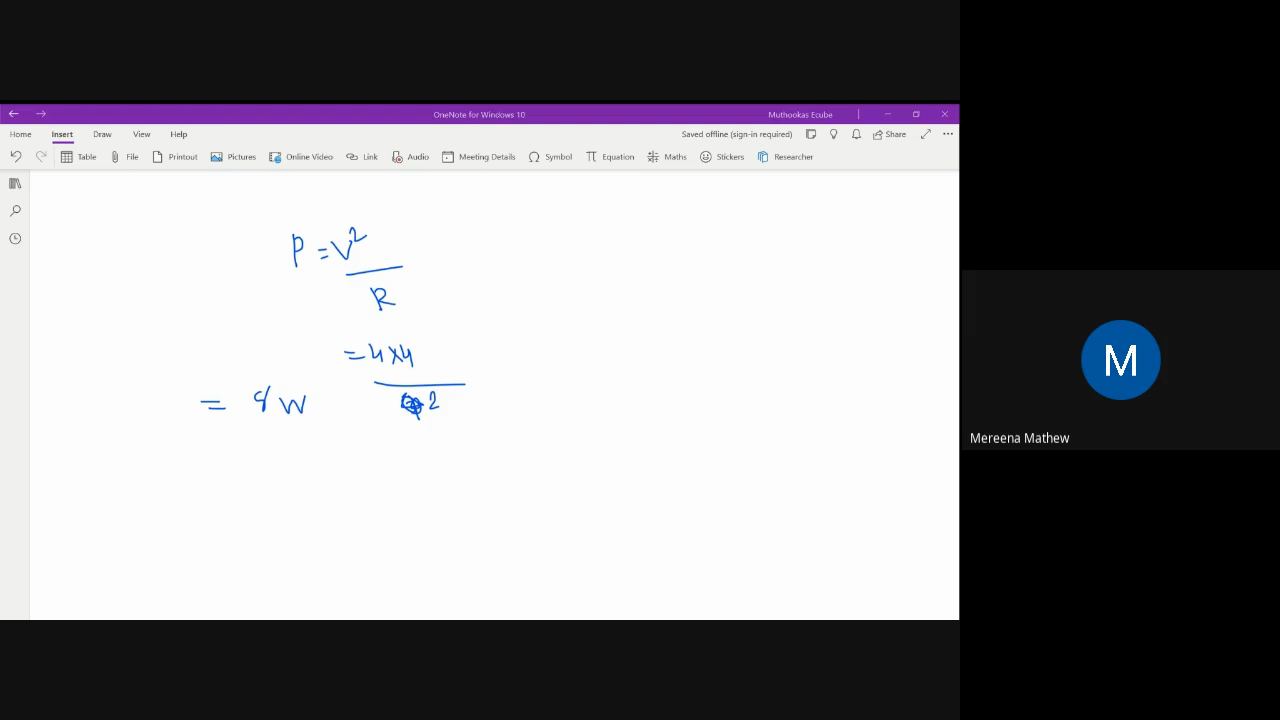 OneNote for Windows 10
Muthookas Ecube
Home Insert Draw View Help
Saved offline (sign-in required)
Share
Table File Printout Pictures Online Video Link Audio Meeting Details Symbol Equation Maths Stickers Researcher
P = V²
R
= 4 × 4
2
= 8 W
M
Mereena Mathew